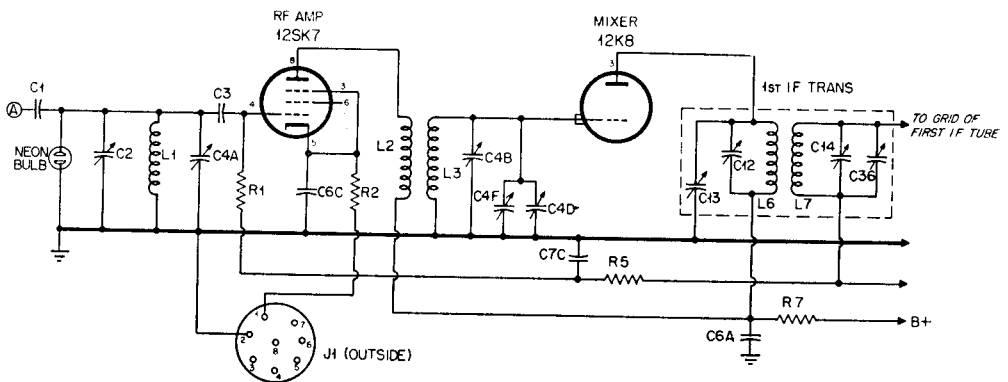 RF AMP
12SK7
MIXER
12K8
8
3
6
4
5
3
1ST IF TRANS
A
C1
C3
NEON
BULB
C2
L1
C4A
R1
C6C
R2
L2
L3
C4B
C4F
C4D
C13
C12
L6
L7
C14
C36
TO GRID OF
FIRST IF TUBE
C7C
R5
R7
B+
C6A
1
2
3
4
5
6
7
8
J1 (OUTSIDE)